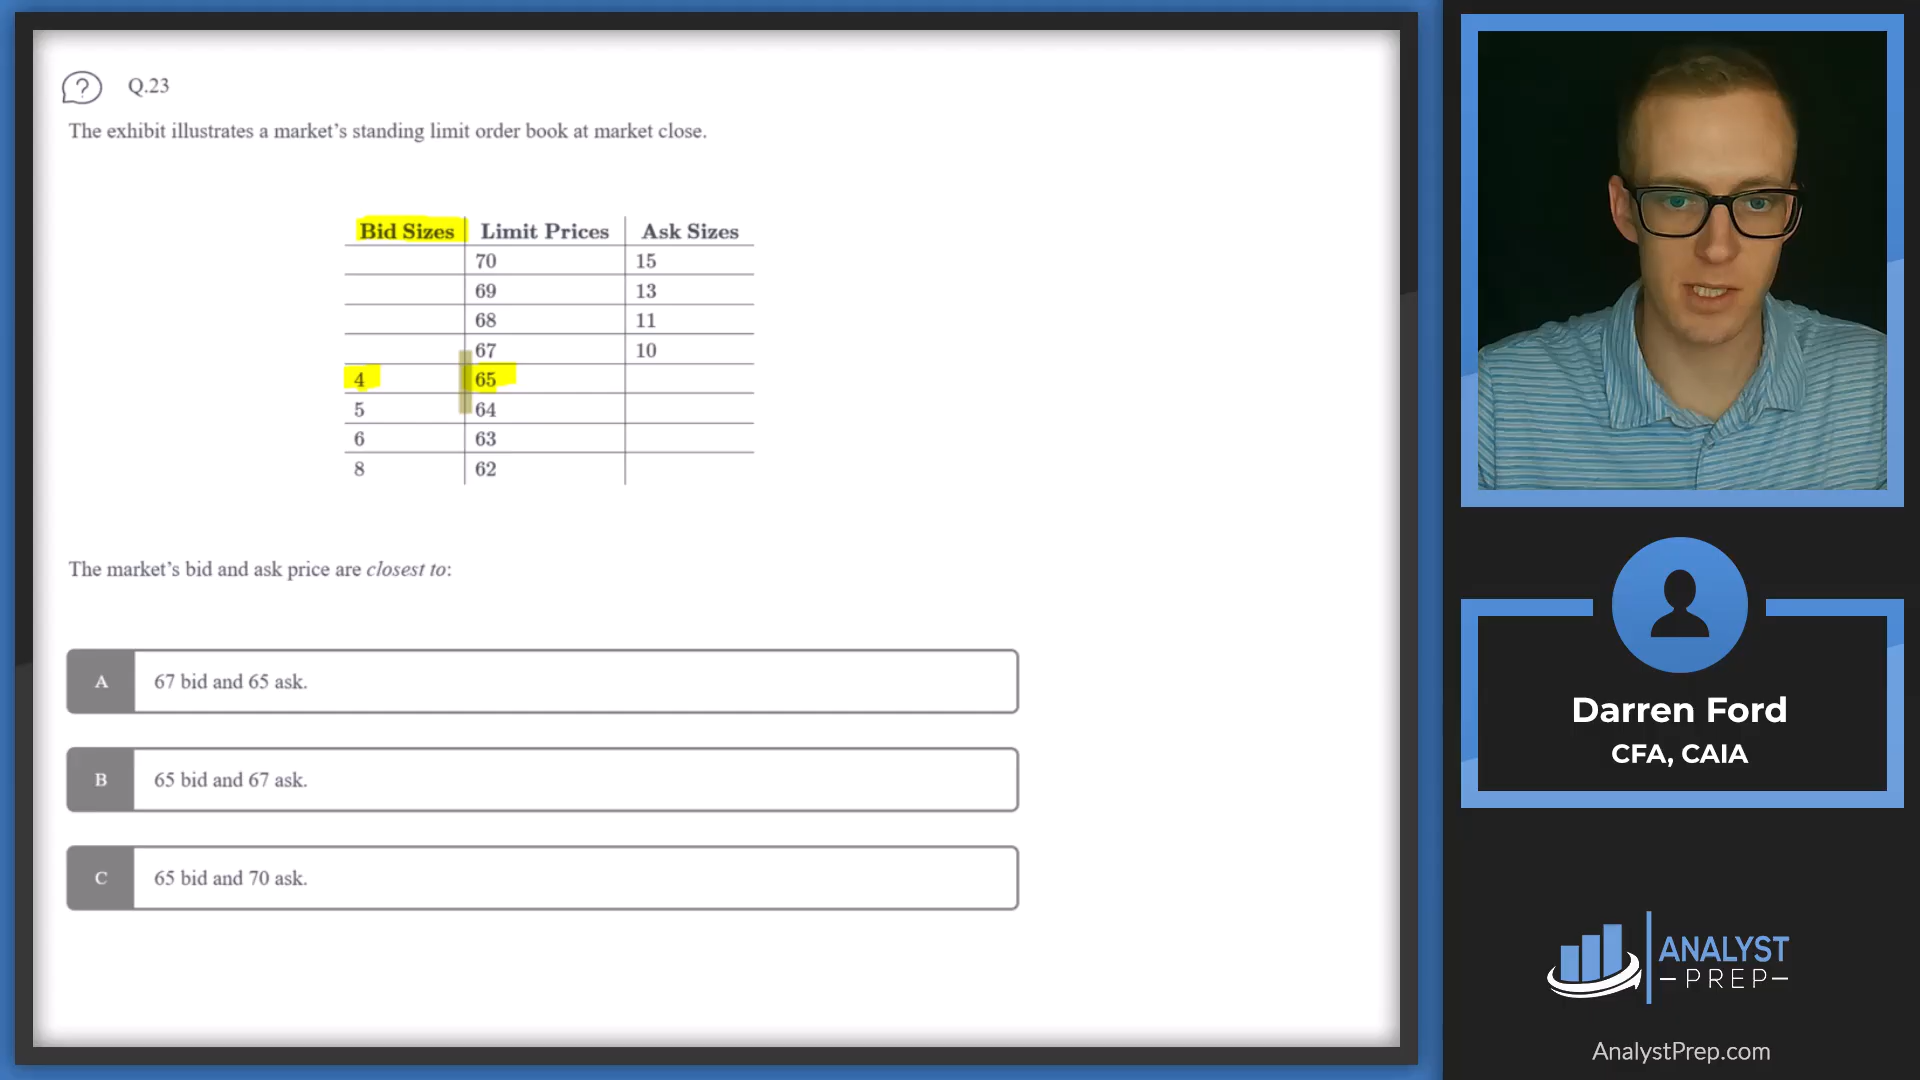 ?
Q.23
The exhibit illustrates a market’s standing limit order book at market close.
Bid Sizes Limit Prices Ask Sizes
70 15
69 13
68 11
67 10
4 65
5 64
6 63
8 62
The market’s bid and ask price are closest to:
A 67 bid and 65 ask.
B 65 bid and 67 ask.
C 65 bid and 70 ask.
Darren Ford
CFA, CAIA
ANALYST
PREP
AnalystPrep.com